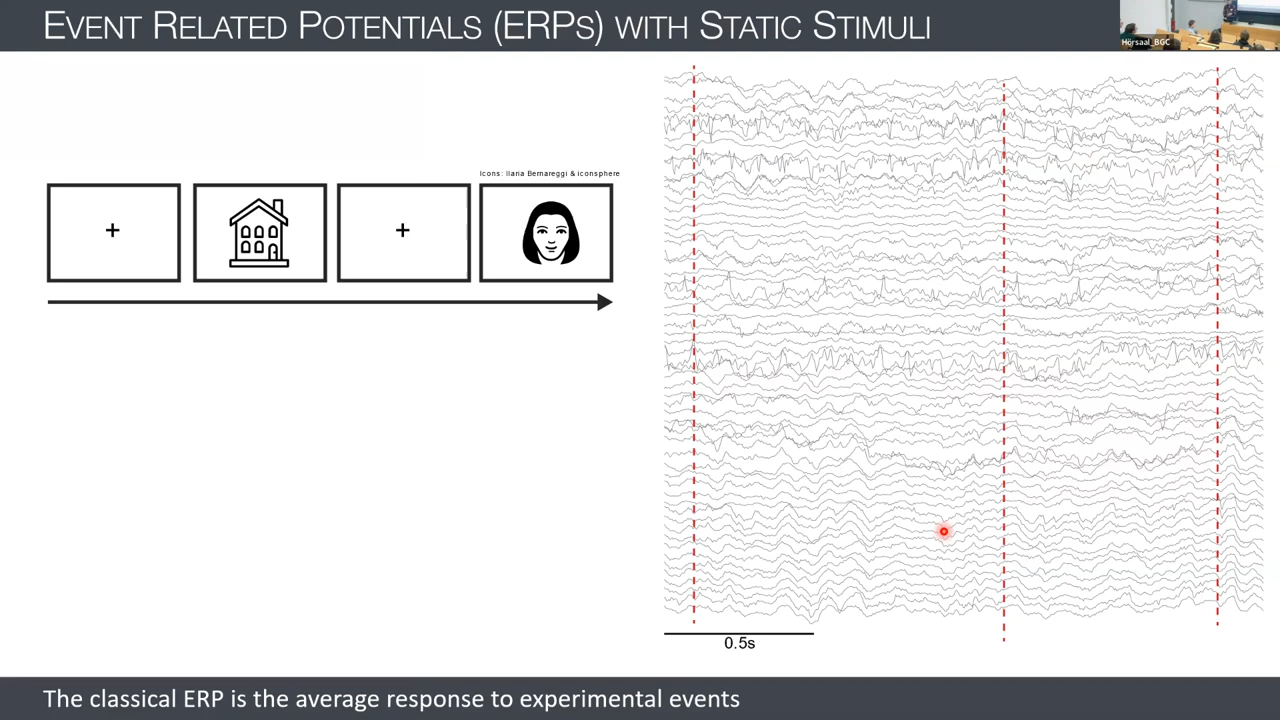 EVENT RELATED POTENTIALS (ERPS) WITH STATIC STIMULI
Hörsaal_BGC
Icons: Ilaria Bernareggi & iconsphere
+
+
0.5s
The classical ERP is the average response to experimental events